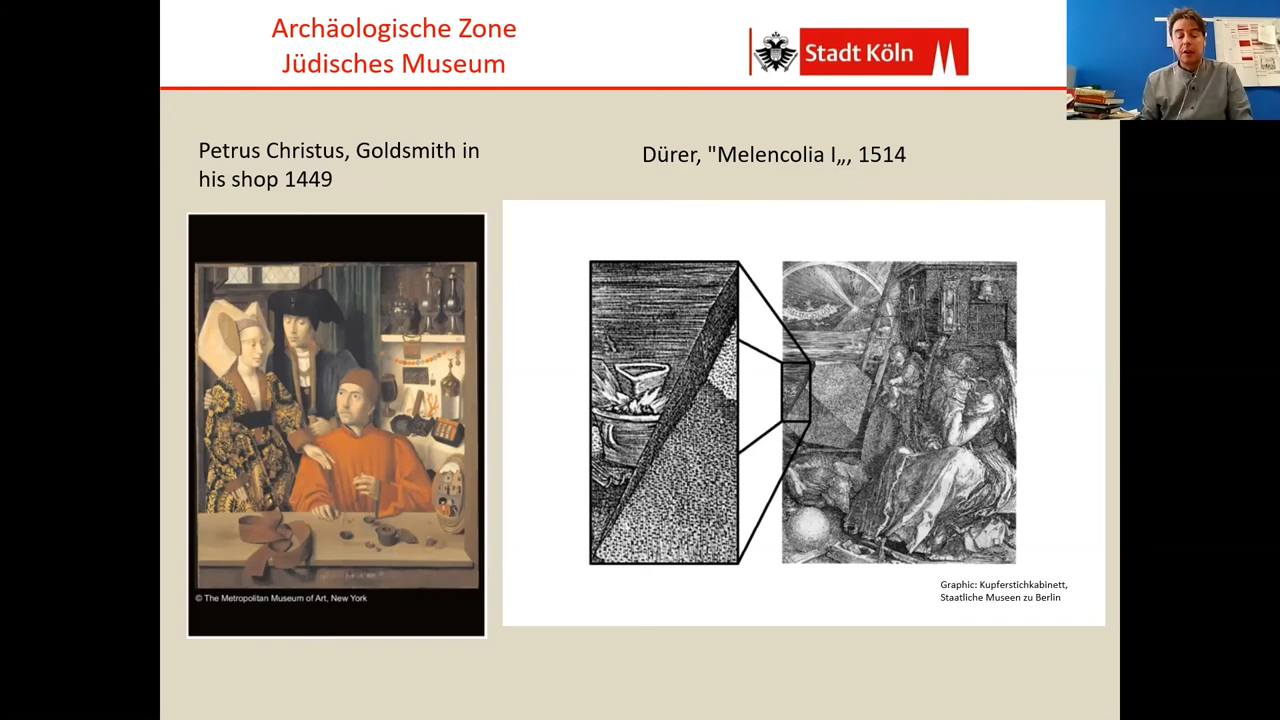 Archäologische Zone
Jüdisches Museum
Stadt Köln
Petrus Christus, Goldsmith in
his shop 1449
Dürer, "Melencolia I„, 1514
© The Metropolitan Museum of Art, New York
Graphic: Kupferstichkabinett,
Staatliche Museen zu Berlin